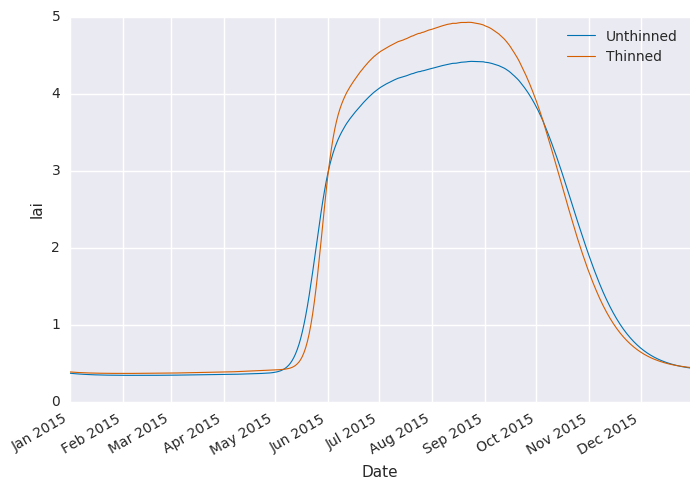 5
4
3
2
1
0
lai
Unthinned
Thinned
Jan 2015
Feb 2015
Mar 2015
Apr 2015
May 2015
Jun 2015
Jul 2015
Aug 2015
Sep 2015
Oct 2015
Nov 2015
Dec 2015
Date